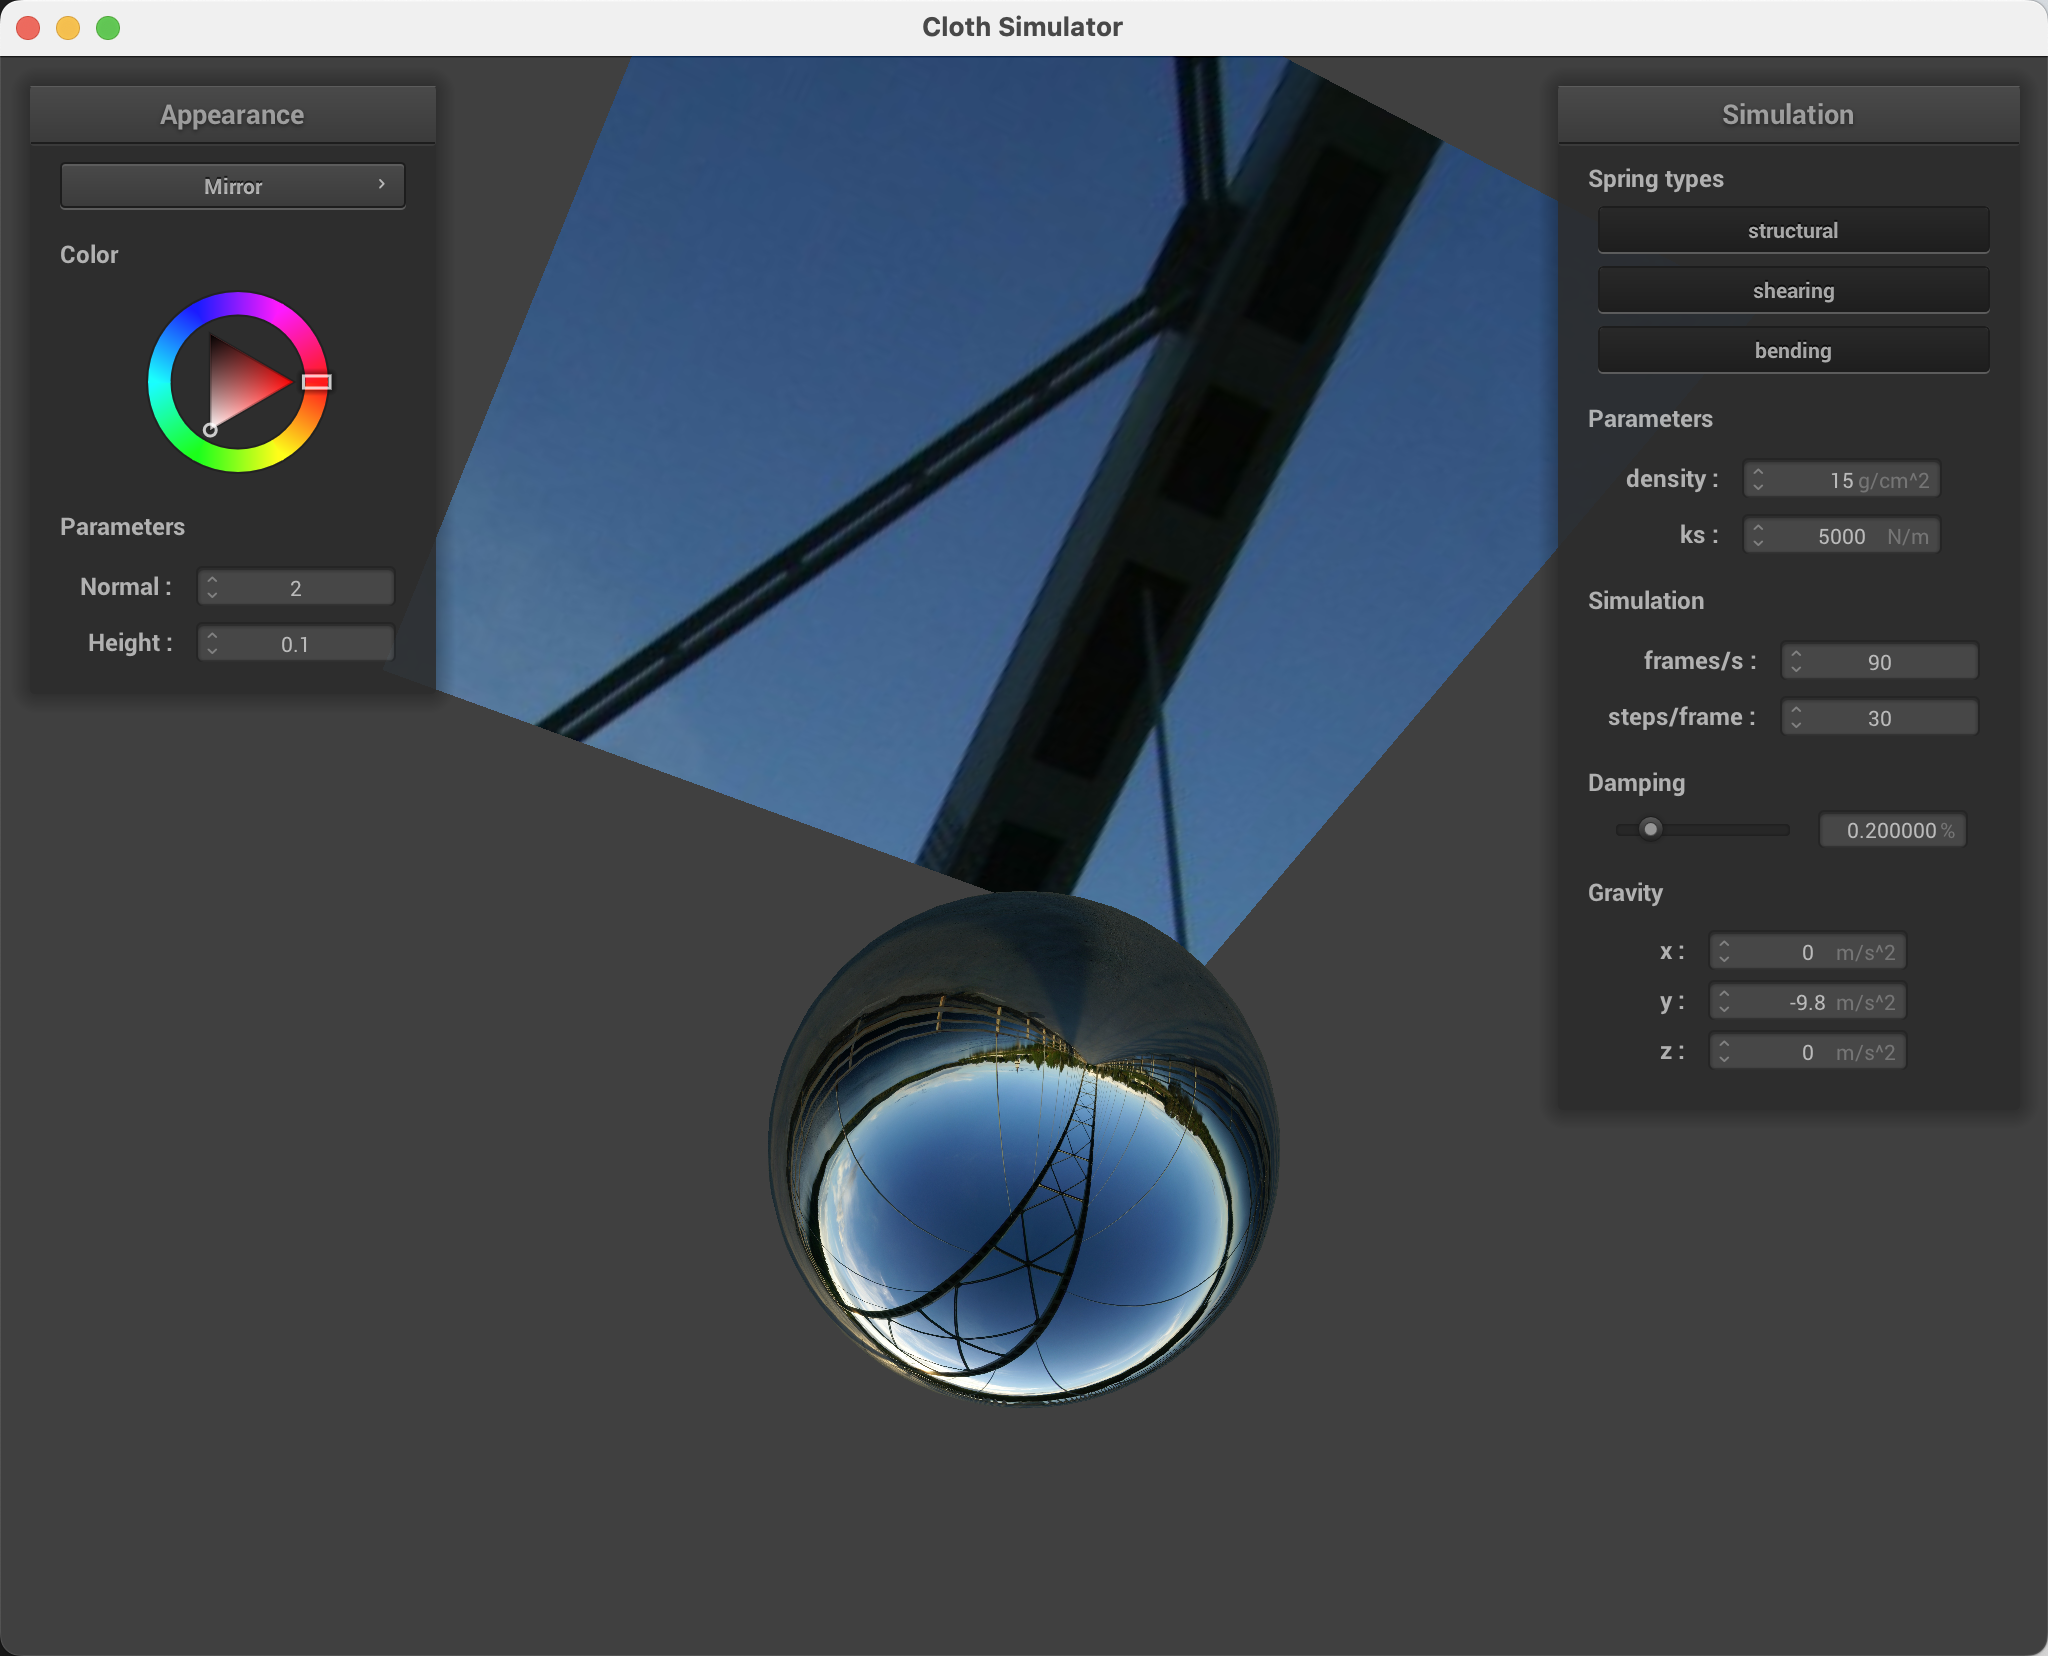 Cloth Simulator
Appearance
Mirror
Color
Parameters
Normal : 2
Height : 0.1
Simulation
Spring types
structural
shearing
bending
Parameters
density : 15 g/cm^2
ks : 5000 N/m
Simulation
frames/s : 90
steps/frame : 30
Damping
0.200000 %
Gravity
x : 0 m/s^2
y : -9.8 m/s^2
z : 0 m/s^2